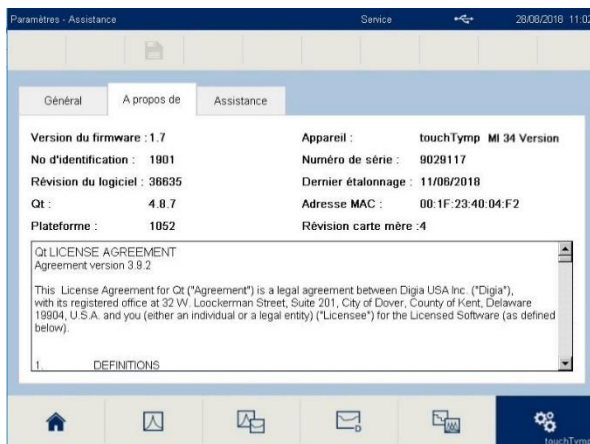 Paramètres - Assistance Service 28/08/2018 11:02
Général A propos de Assistance
Version du firmware : 1.7 Appareil : touchTymp MI 34 Version
No d'identification : 1901 Numéro de série : 9029117
Révision du logiciel : 36635 Dernier étalonnage : 11/06/2018
Qt : 4.8.7 Adresse MAC : 00:1F:23:40:04:F2
Plateforme : 1052 Révision carte mère :4
Qt LICENSE AGREEMENT
Agreement version 3.9.2
This License Agreement for Qt ("Agreement") is a legal agreement between Digia USA Inc. ("Digia"),
with its registered office at 32 W. Loockerman Street, Suite 201, City of Dover, County of Kent, Delaware
19904, U.S.A. and you (either an individual or a legal entity) ("Licensee") for the Licensed Software (as defined
below).
1. DEFINITIONS
touchTymp